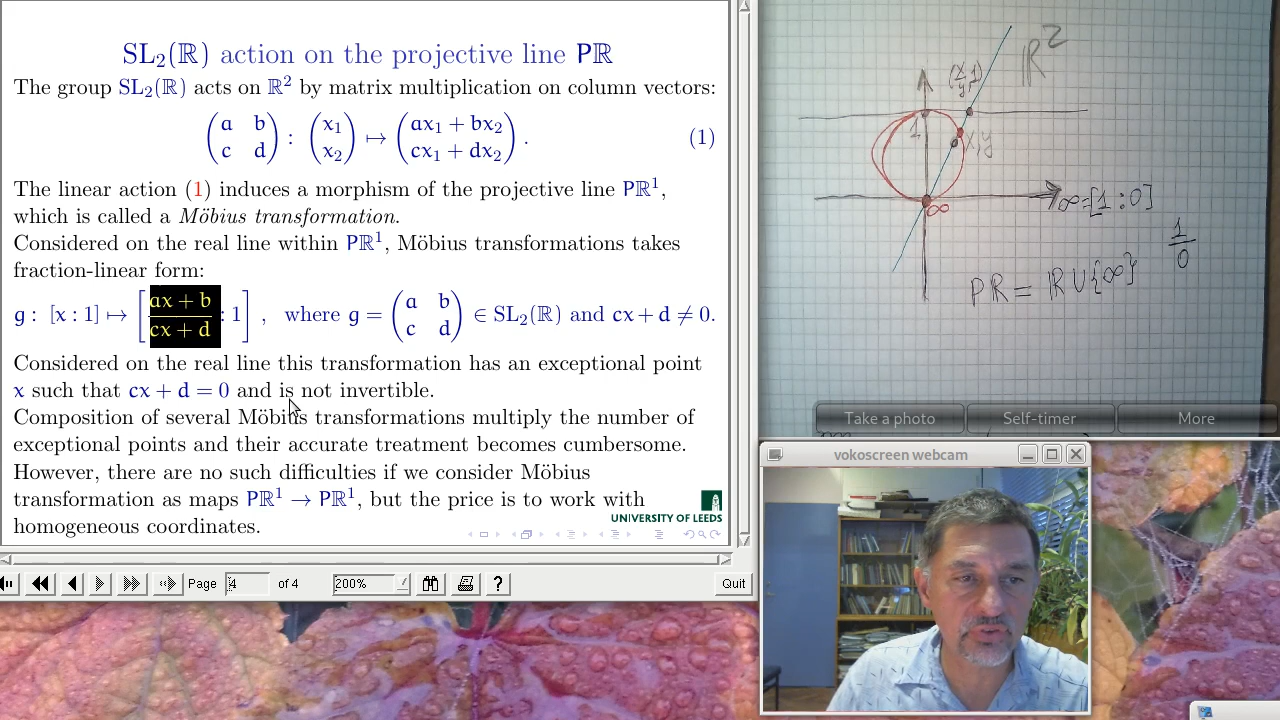 SL₂(ℝ) action on the projective line Pℝ
The group SL₂(ℝ) acts on ℝ² by matrix multiplication on column vectors:
(a b
c d) : (x₁
x₂) ↦ (ax₁ + bx₂
cx₁ + dx₂) . (1)
The linear action (1) induces a morphism of the projective line Pℝ¹,
which is called a Möbius transformation.
Considered on the real line within Pℝ¹, Möbius transformations takes
fraction-linear form:
g : [x : 1] ↦ [(ax + b)/(cx + d) : 1] , where g = (a b
c d) ∈ SL₂(ℝ) and cx + d ≠ 0.
Considered on the real line this transformation has an exceptional point
x such that cx + d = 0 and is not invertible.
Composition of several Möbius transformations multiply the number of
exceptional points and their accurate treatment becomes cumbersome.
However, there are no such difficulties if we consider Möbius
transformation as maps Pℝ¹ → Pℝ¹, but the price is to work with
homogeneous coordinates.
UNIVERSITY OF LEEDS
Page 4 of 4 200% ? Quit
ℝ²
(x/y, 1)
1
x,y
∞
∞=[1:0]
1/0
Pℝ = ℝ∪{∞}
Take a photo Self-timer More
vokoscreen webcam